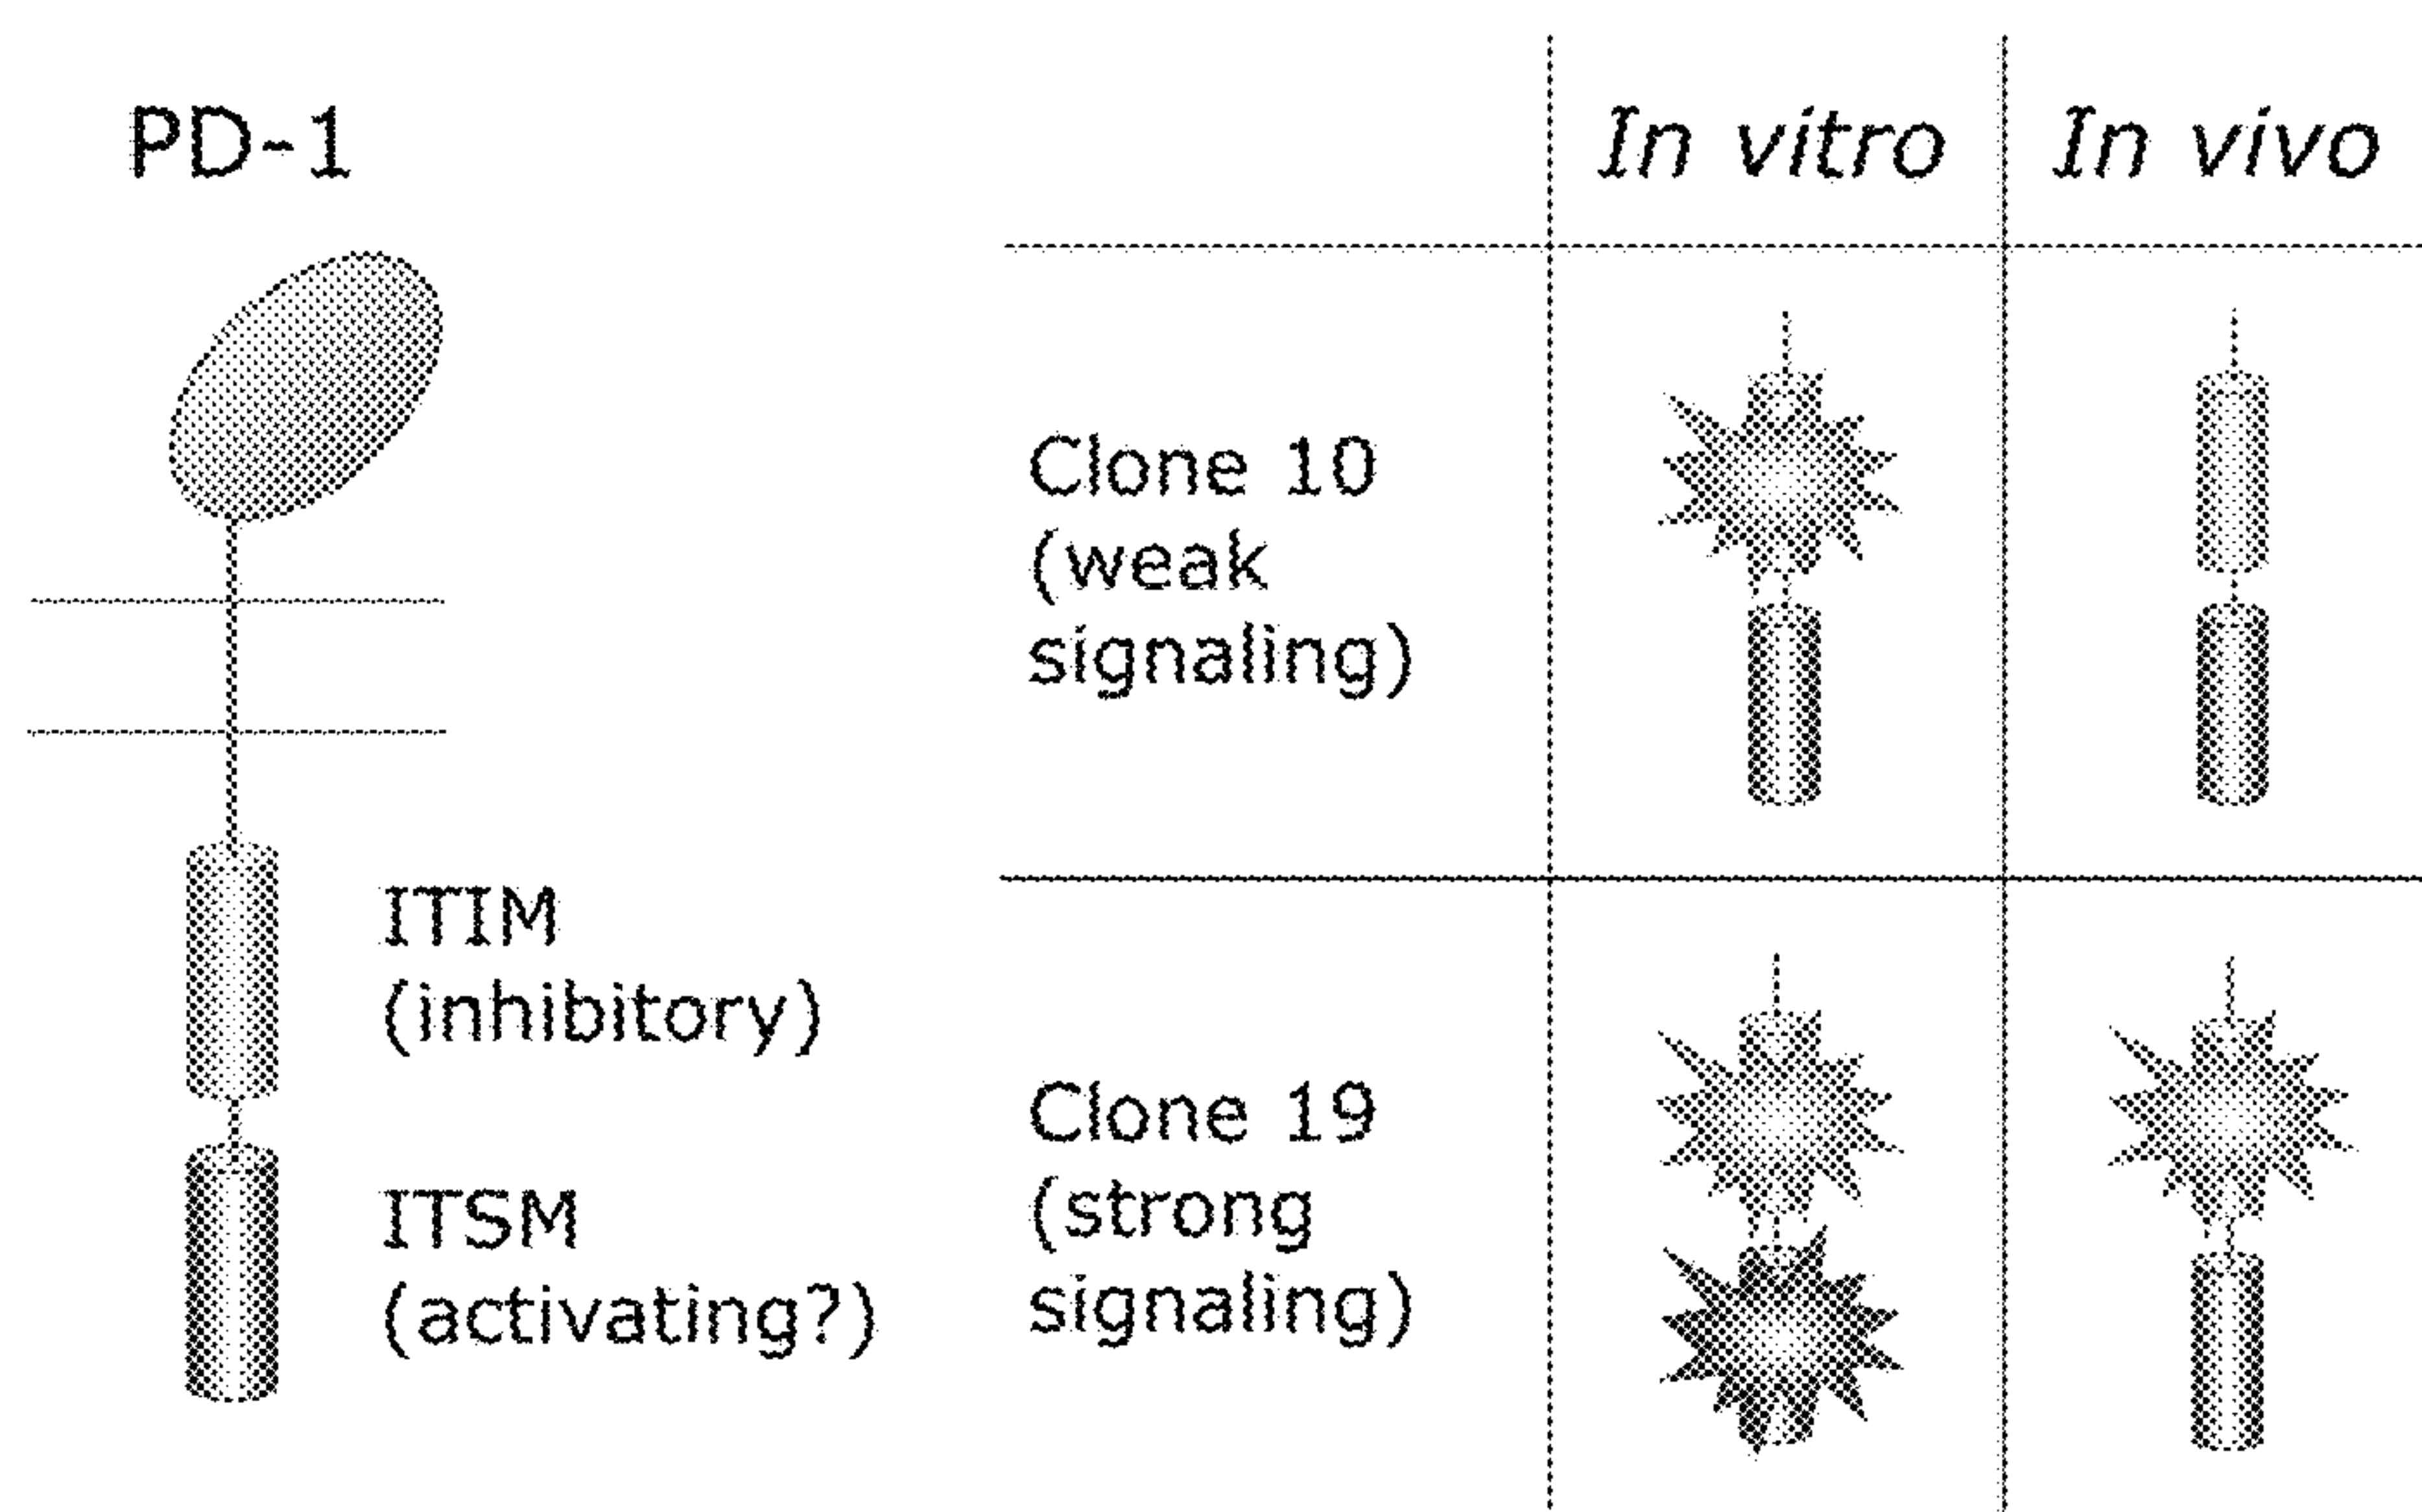 PD-1
ITIM
(inhibitory)
ITSM
(activating?)
In vitro
In vivo
Clone 10
(weak
signaling)
Clone 19
(strong
signaling)